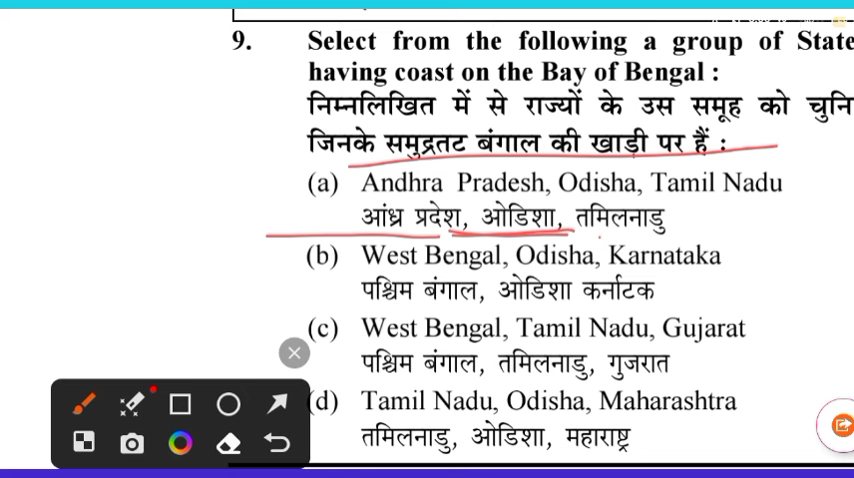 9. Select from the following a group of State
having coast on the Bay of Bengal :
निम्नलिखित में से राज्यों के उस समूह को चुनि
जिनके समुद्रतट बंगाल की खाड़ी पर हैं :
(a) Andhra Pradesh, Odisha, Tamil Nadu
आंध्र प्रदेश, ओडिशा, तमिलनाडु
(b) West Bengal, Odisha, Karnataka
पश्चिम बंगाल, ओडिशा कर्नाटक
(c) West Bengal, Tamil Nadu, Gujarat
पश्चिम बंगाल, तमिलनाडु, गुजरात
d) Tamil Nadu, Odisha, Maharashtra
तमिलनाडु, ओडिशा, महाराष्ट्र